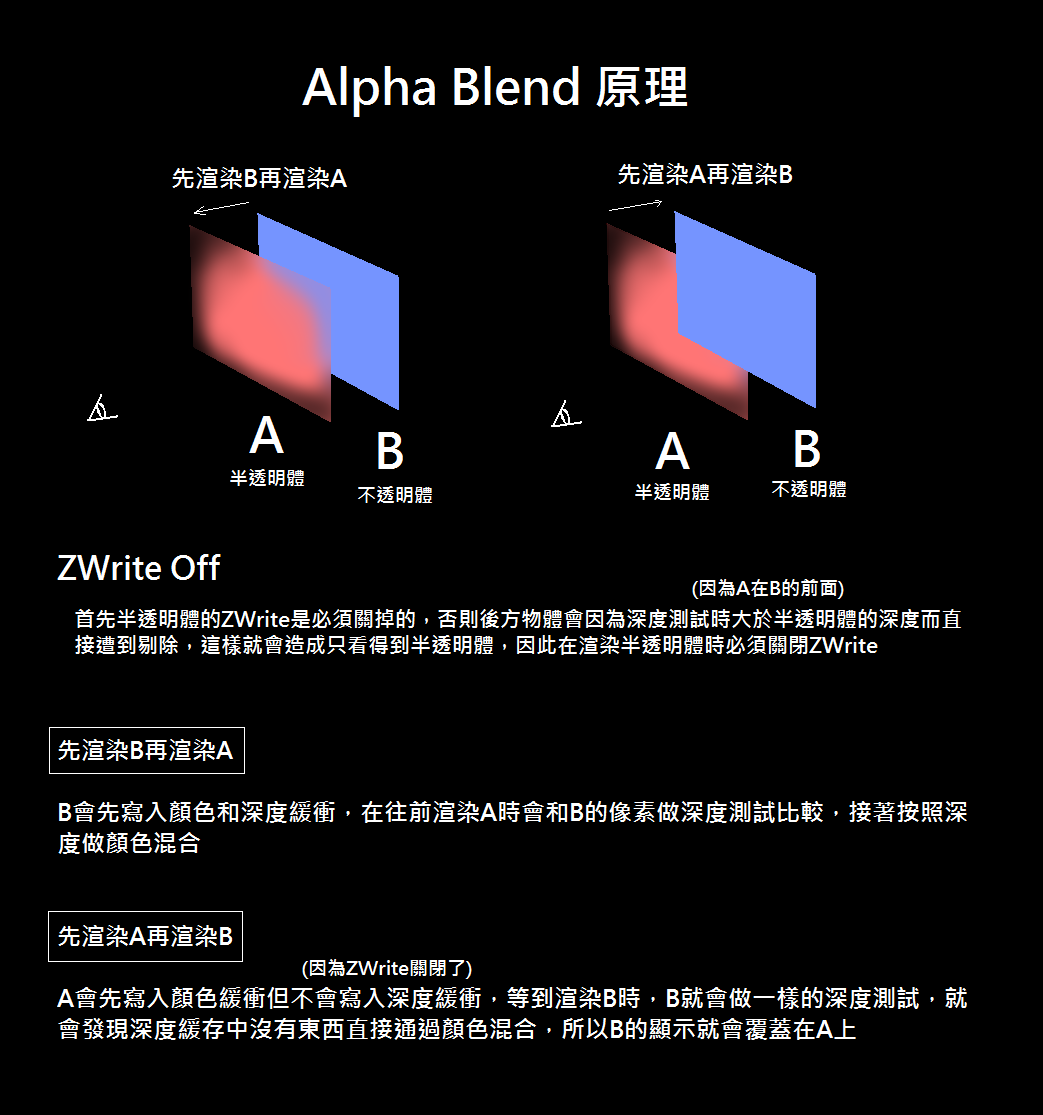 Alpha Blend 原理
先渲染B再渲染A
先渲染A再渲染B
A
半透明體
B
不透明體
A
半透明體
B
不透明體
ZWrite Off
(因為A在B的前面)
首先半透明體的ZWrite是必須關掉的，否則後方物體會因為深度測試時大於半透明體的深度而直
接遭到剔除，這樣就會造成只看得到半透明體，因此在渲染半透明體時必須關閉ZWrite
先渲染B再渲染A
B會先寫入顏色和深度緩衝，在往前渲染A時會和B的像素做深度測試比較，接著按照深
度做顏色混合
先渲染A再渲染B
(因為ZWrite關閉了)
A會先寫入顏色緩衝但不會寫入深度緩衝，等到渲染B時，B就會做一樣的深度測試，就
會發現深度緩存中沒有東西直接通過顏色混合，所以B的顯示就會覆蓋在A上